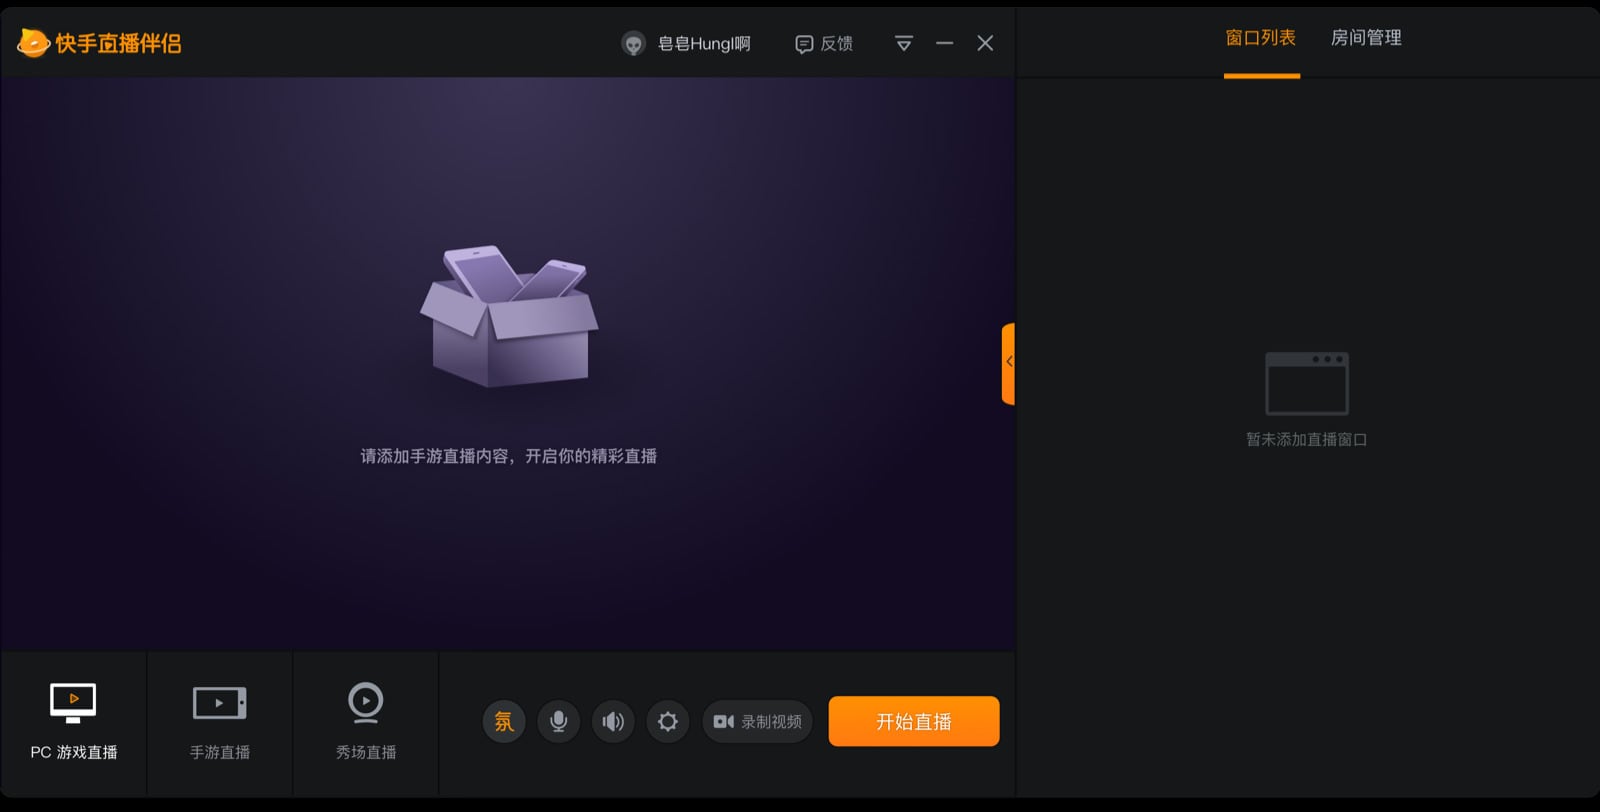 快手直播伴侣
皂皂Hungl啊
反馈
窗口列表
房间管理
请添加手游直播内容，开启你的精彩直播
暂未添加直播窗口
PC 游戏直播
手游直播
秀场直播
氛
录制视频
开始直播